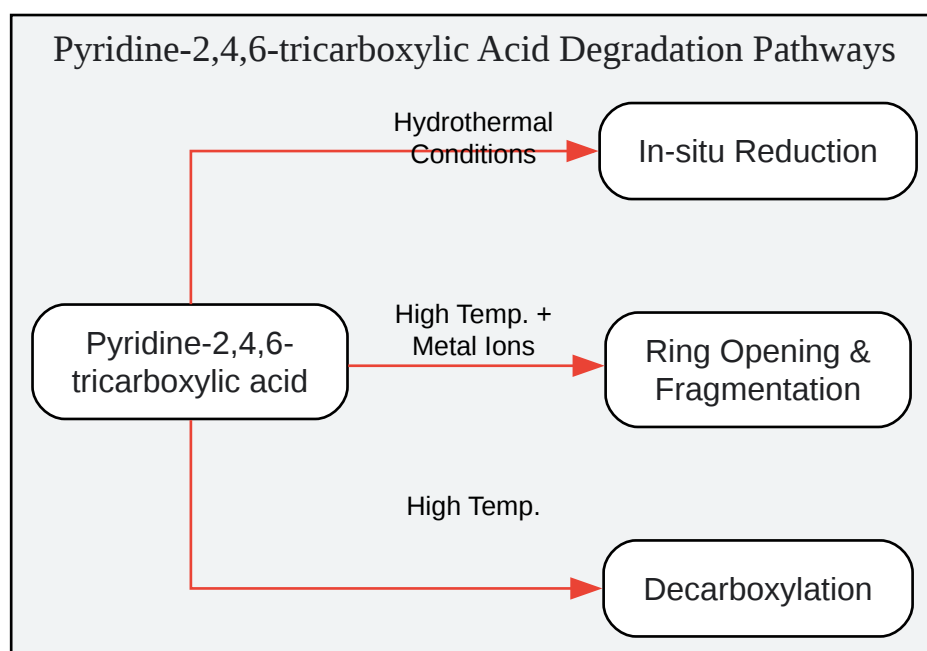 Pyridine-2,4,6-tricarboxylic Acid Degradation Pathways
Hydrothermal
Conditions
In-situ Reduction
Pyridine-2,4,6-
tricarboxylic acid
High Temp. +
Metal Ions
Ring Opening &
Fragmentation
High Temp.
Decarboxylation